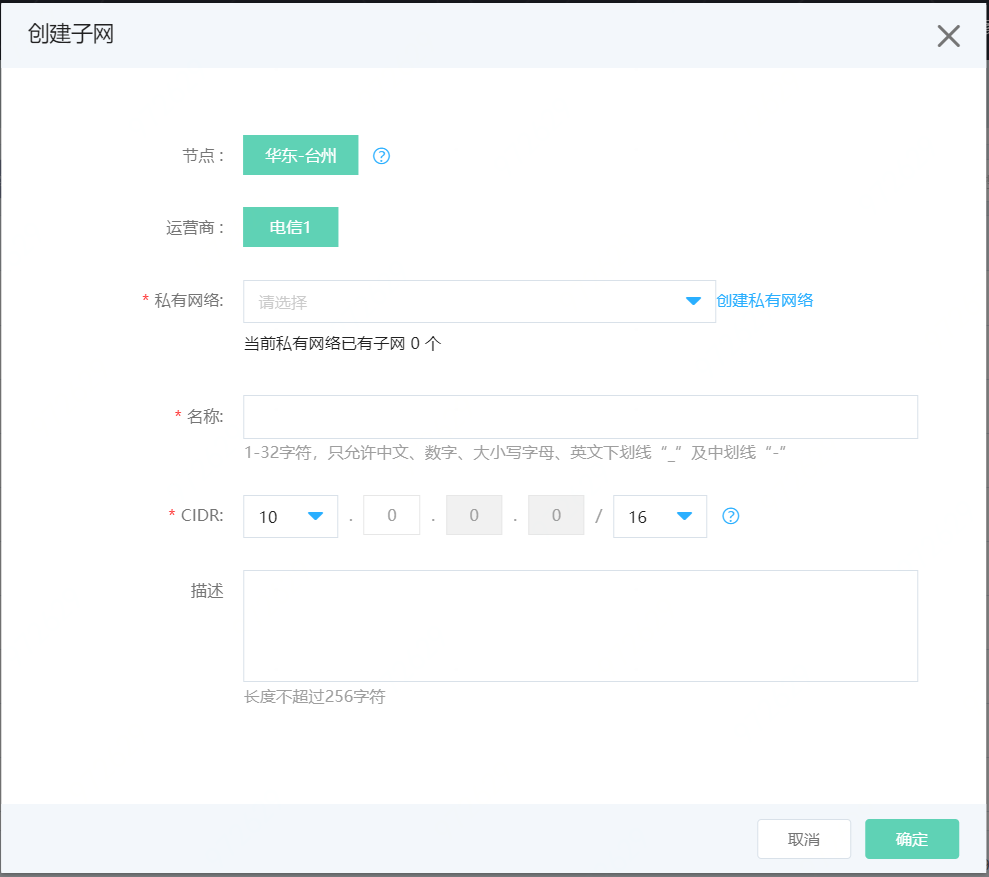 创建子网
节点：
华东-台州
?
运营商：
电信1
* 私有网络:
请选择
创建私有网络
当前私有网络已有子网 0 个
* 名称:
1-32字符，只允许中文、数字、大小写字母、英文下划线“_”及中划线“-”
* CIDR:
10 . 0 . 0 . 0 / 16 ?
描述
长度不超过256字符
取消
确定